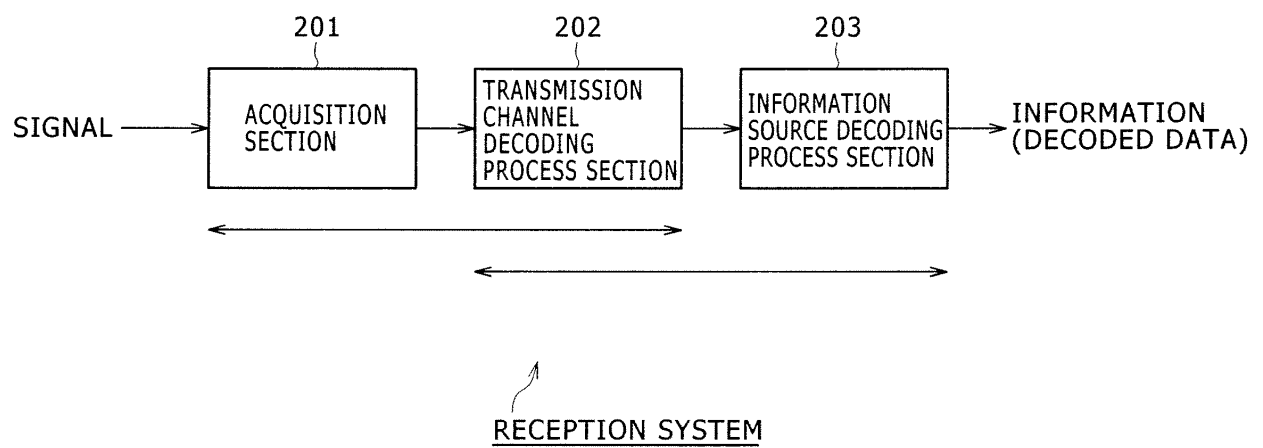 201
202
203
SIGNAL
ACQUISITION
SECTION
TRANSMISSION
CHANNEL
DECODING
PROCESS SECTION
INFORMATION
SOURCE DECODING
PROCESS SECTION
INFORMATION
(DECODED DATA)
RECEPTION SYSTEM